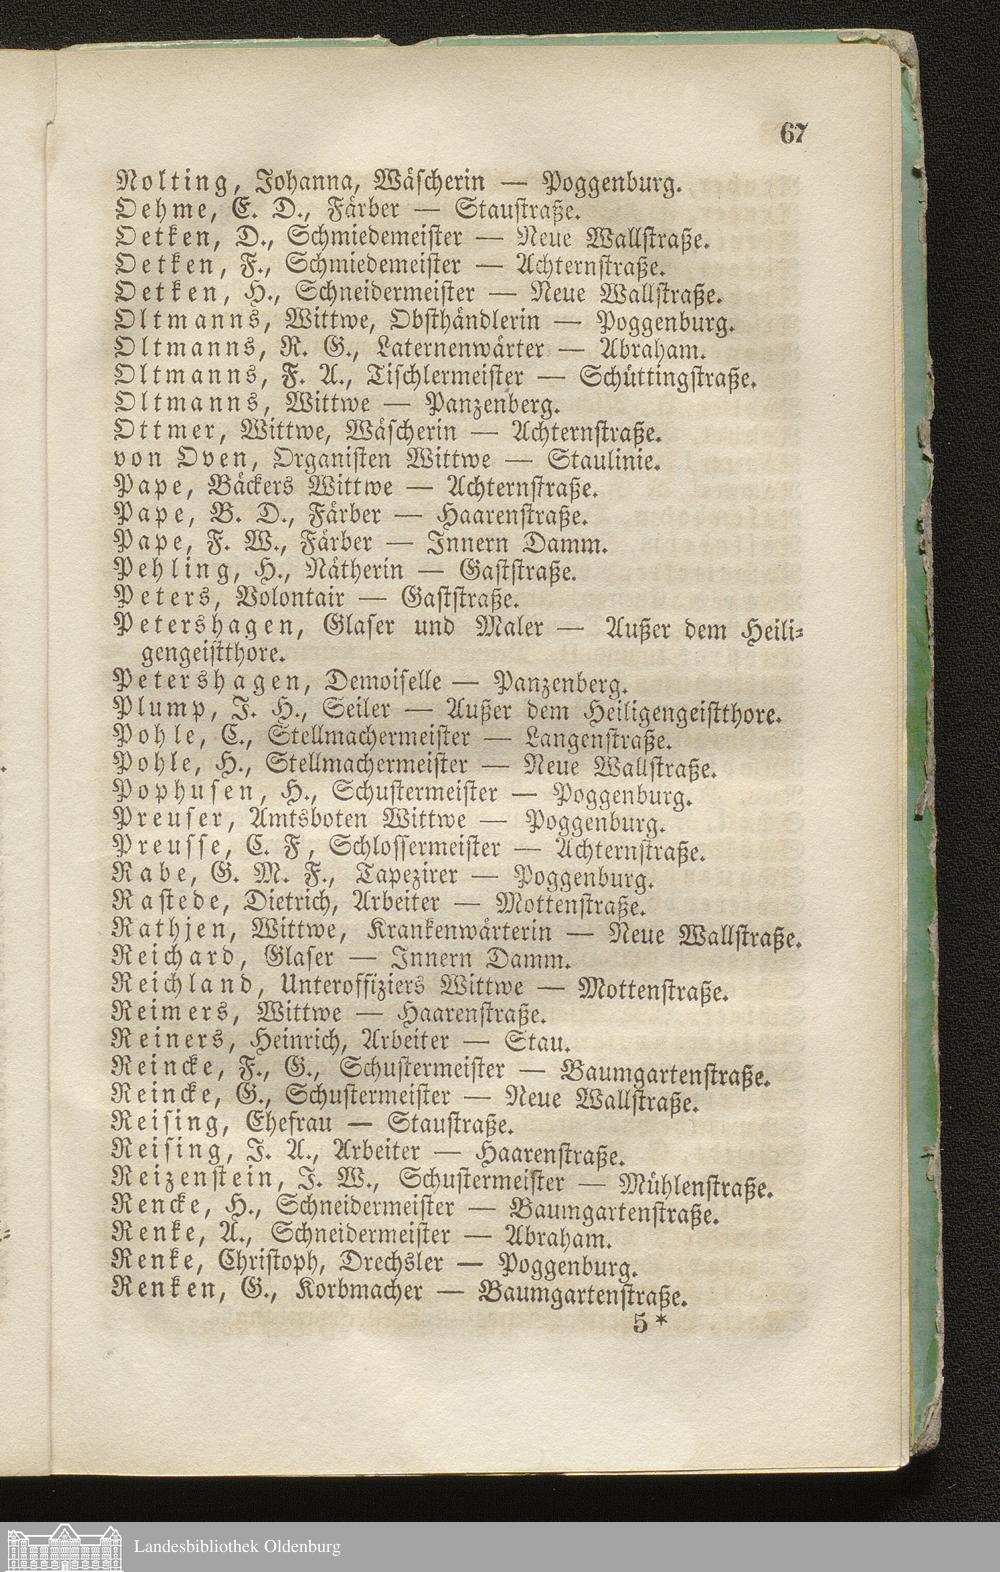 67
Nolting, Johanna, Wäscherin — Poggenburg.
Oehme, E. D., Färber — Staustraße.
Oetken, D., Schmiedemeister — Neue Wallstraße.
Oetken, F., Schmiedemeister — Achternstraße.
Oetken, H., Schneidermeister — Neue Wallstraße.
Oltmanns, Wittwe, Obsthändlerin — Poggenburg.
Oltmanns, R. G., Laternenwärter — Abraham.
Oltmanns, F. A., Tischlermeister — Schüttingstraße.
Oltmanns, Wittwe — Panzenberg.
Ottmer, Wittwe, Wäscherin — Achternstraße.
von Oven, Organisten Wittwe — Staulinie.
Pape, Bäckers Wittwe — Achternstraße.
Pape, B. D., Färber — Haarenstraße.
Pape, F. W., Färber — Innern Damm.
Pehling, H., Nätherin — Gaststraße.
Peters, Volontair — Gaststraße.
Petershagen, Glaser und Maler — Außer dem Heili-
gengeistthore.
Petershagen, Demoiselle — Panzenberg.
Plump, J. H., Seiler — Außer dem Heiligengeistthore.
Pohle, C., Stellmachermeister — Langenstraße.
Pohle, H., Stellmachermeister — Neue Wallstraße.
Pophusen, H., Schustermeister — Poggenburg.
Preuser, Amtsboten Wittwe — Poggenburg.
Preusse, C. F, Schlossermeister — Achternstraße.
Rabe, G. M. F., Tapezirer — Poggenburg.
Rastede, Dietrich, Arbeiter — Mottenstraße.
Rathjen, Wittwe, Krankenwärterin — Neue Wallstraße.
Reichard, Glaser — Innern Damm.
Reichland, Unteroffiziers Wittwe — Mottenstraße.
Reimers, Wittwe — Haarenstraße.
Reiners, Heinrich, Arbeiter — Stau.
Reincke, F., G., Schustermeister — Baumgartenstraße.
Reincke, G., Schustermeister — Neue Wallstraße.
Reising, Ehefrau — Staustraße.
Reising, J. A., Arbeiter — Haarenstraße.
Reizenstein, J. W., Schustermeister — Mühlenstraße.
Rencke, H., Schneidermeister — Baumgartenstraße.
Renke, A., Schneidermeister — Abraham.
Renke, Christoph, Drechsler — Poggenburg.
Renken, G., Korbmacher — Baumgartenstraße.
5*
Landesbibliothek Oldenburg